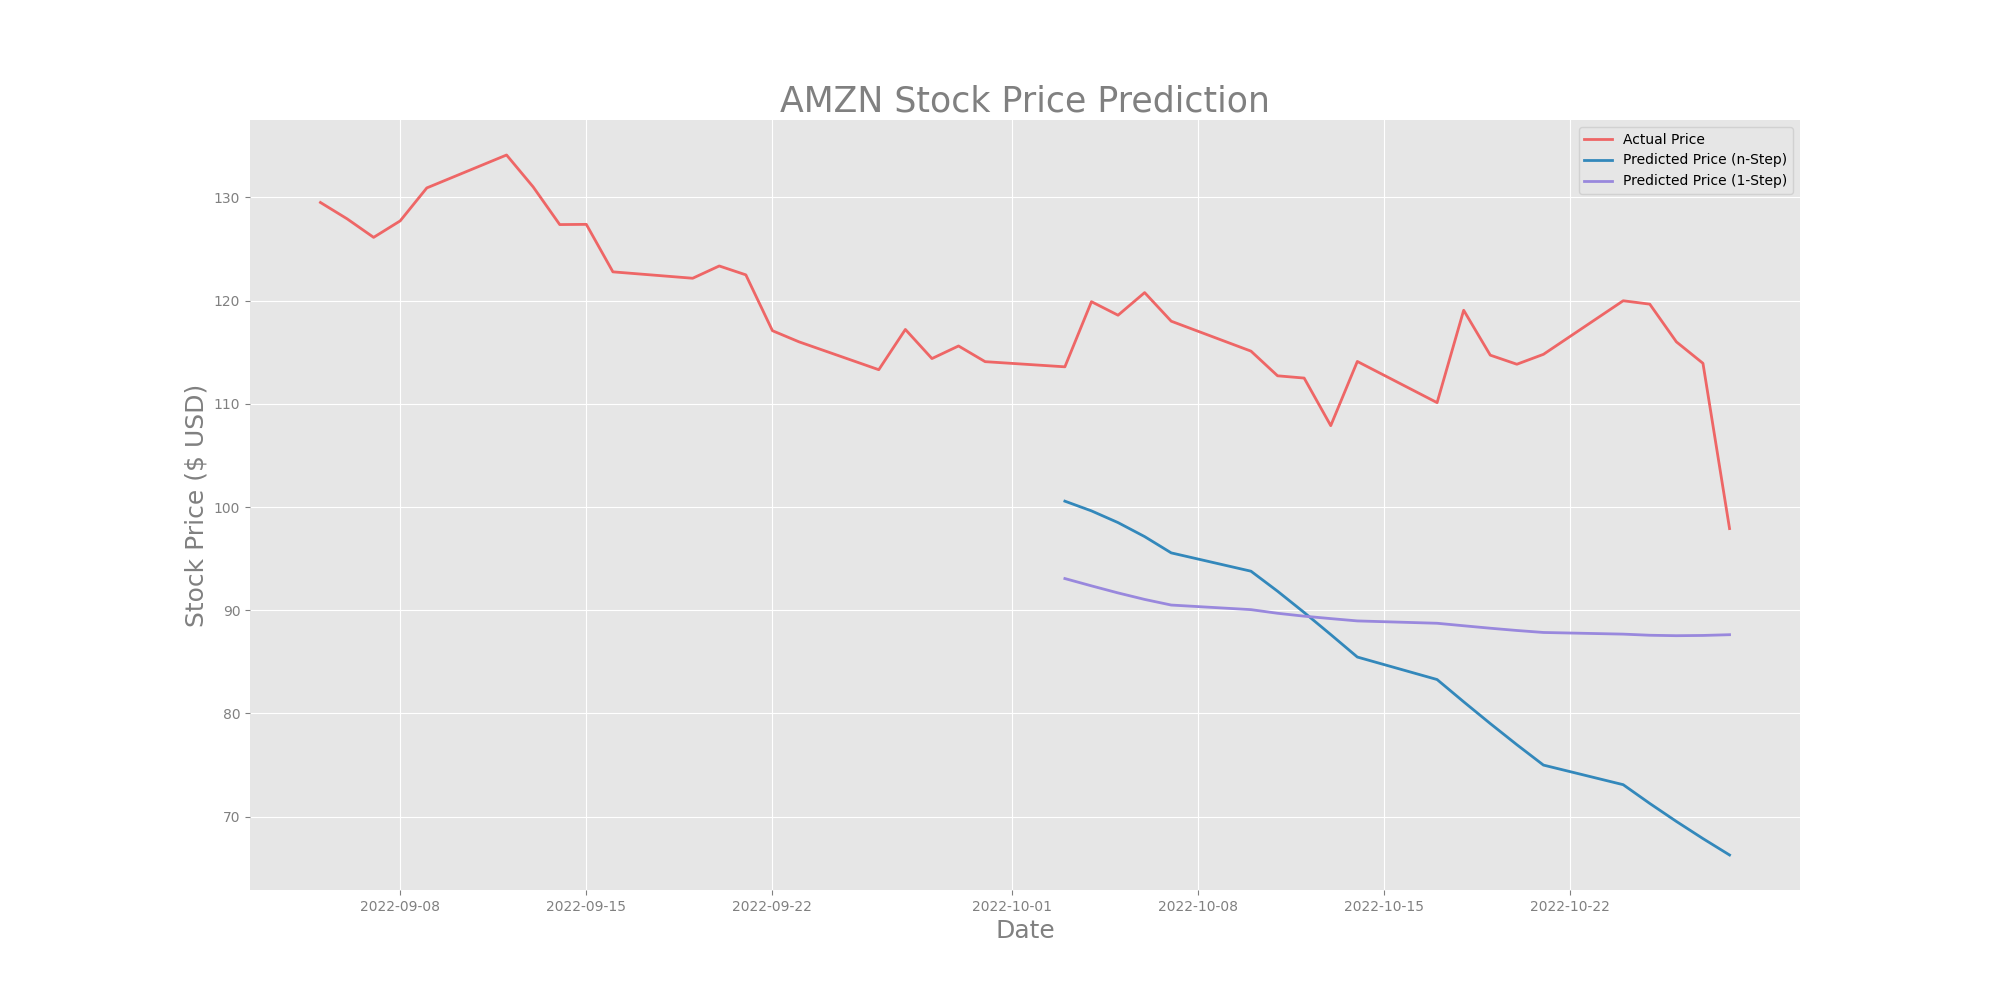 AMZN Stock Price Prediction
Actual Price
Predicted Price (n-Step)
Predicted Price (1-Step)
Stock Price ($ USD)
130
120
110
100
90
80
70
2022-09-08
2022-09-15
2022-09-22
2022-10-01
2022-10-08
2022-10-15
2022-10-22
Date